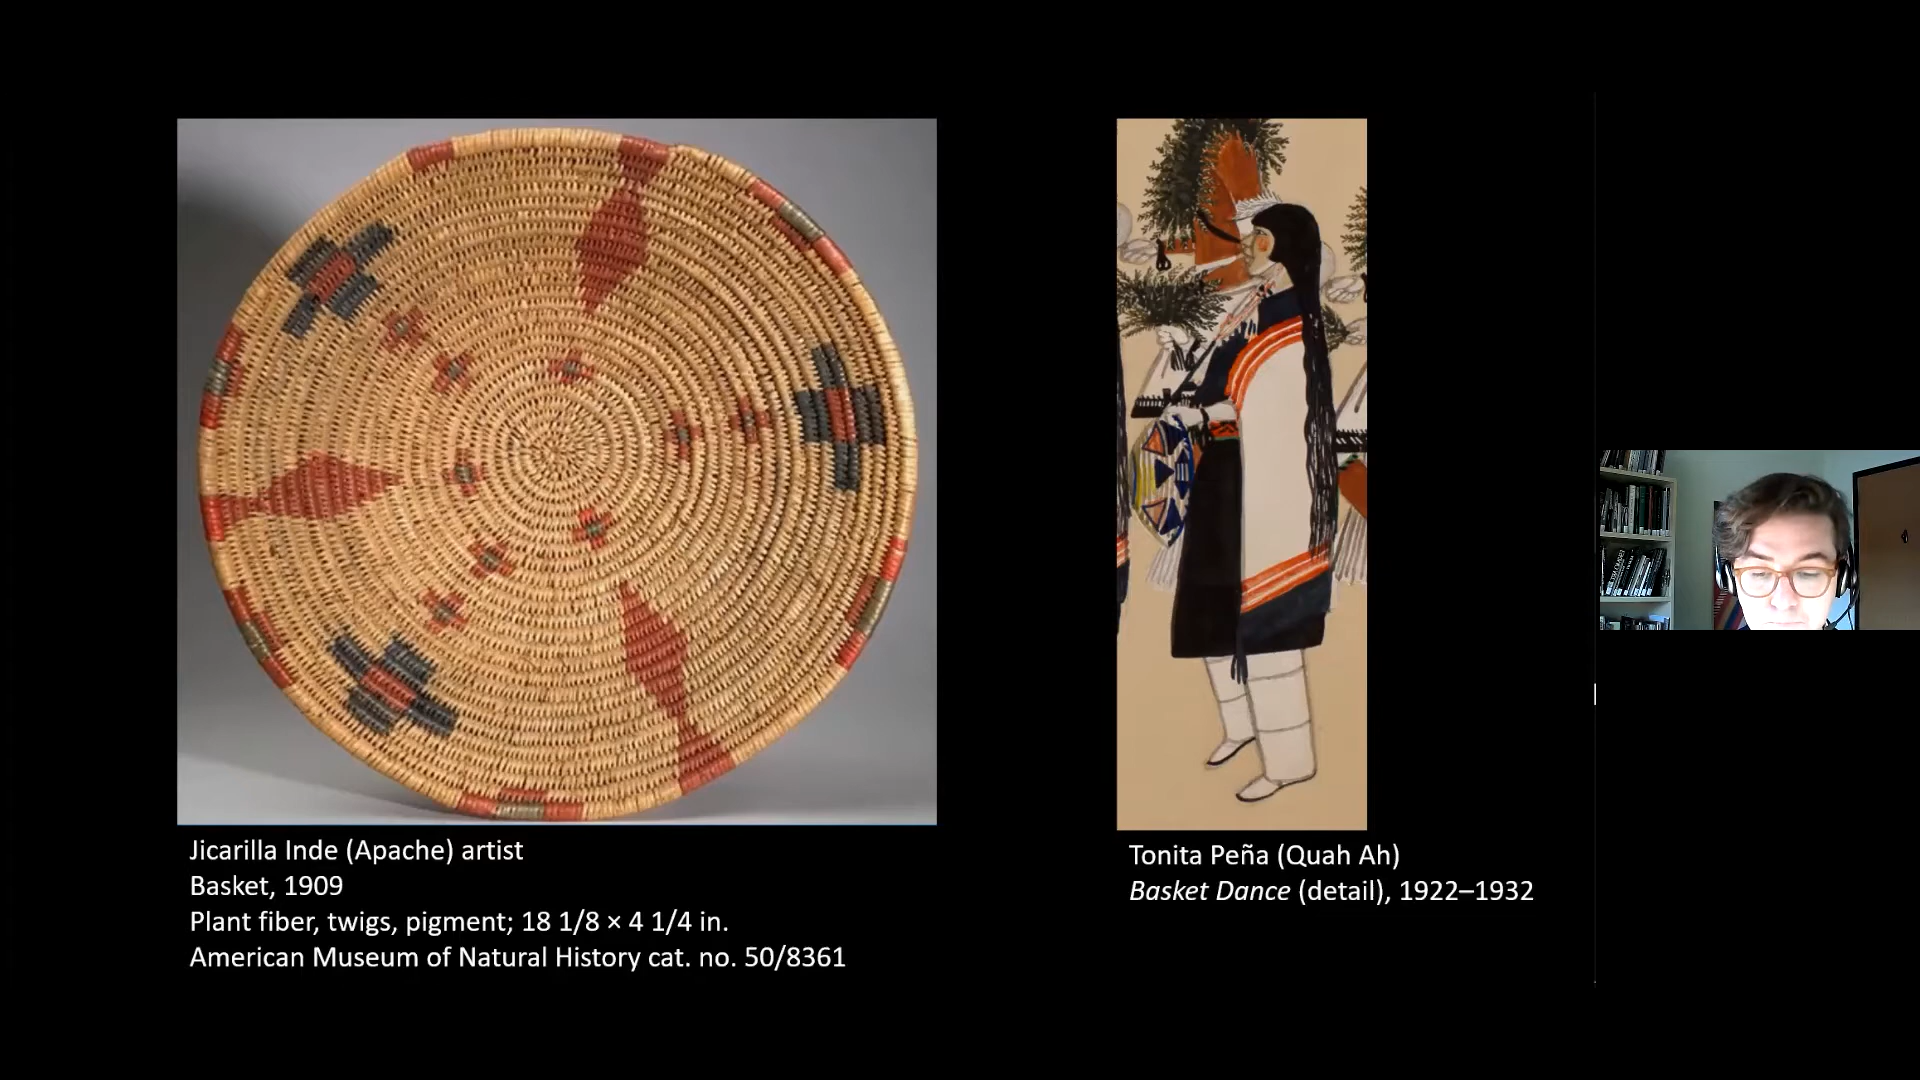 Jicarilla Inde (Apache) artist
Basket, 1909
Plant fiber, twigs, pigment; 18 1/8 × 4 1/4 in.
American Museum of Natural History cat. no. 50/8361
Tonita Peña (Quah Ah)
Basket Dance (detail), 1922–1932